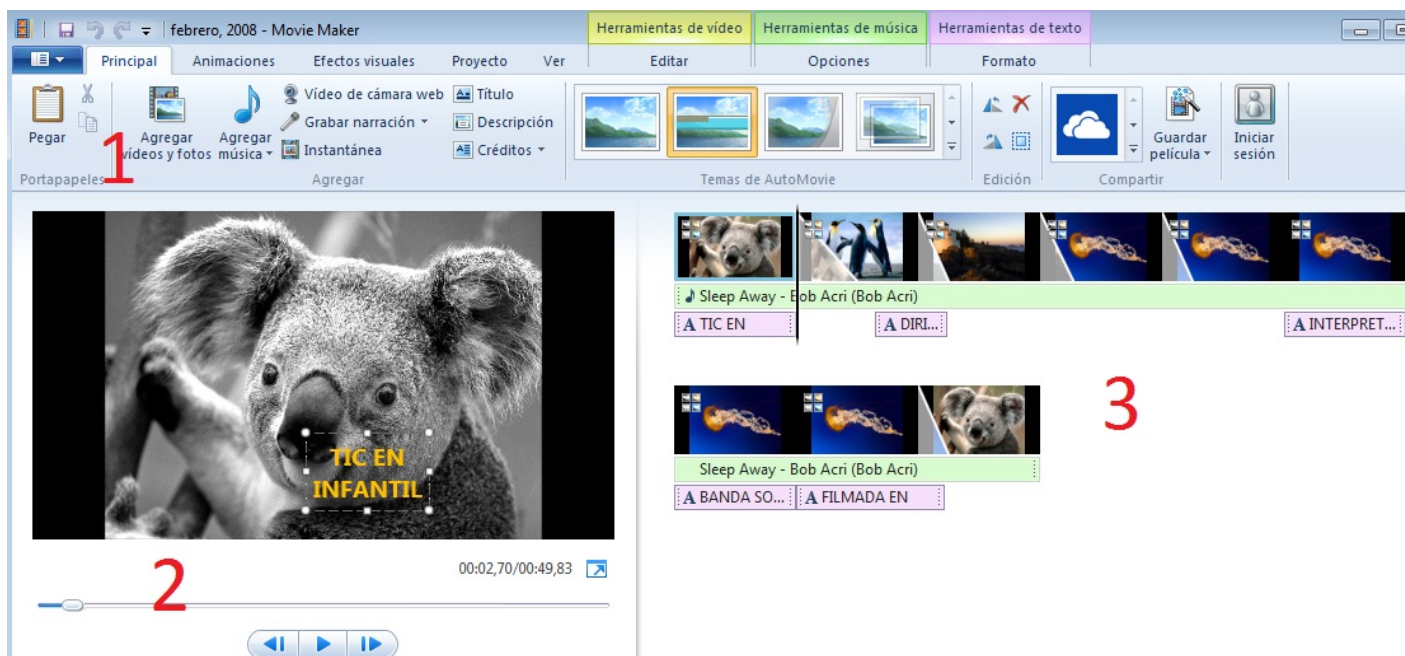 febrero, 2008 - Movie Maker
Herramientas de vídeo
Herramientas de música
Herramientas de texto
Principal
Animaciones
Efectos visuales
Proyecto
Ver
Editar
Opciones
Formato
Pegar
Agregar
vídeos y fotos
Agregar
música
Vídeo de cámara web
Grabar narración
Instantánea
Título
Descripción
Créditos
Guardar
película
Iniciar
sesión
1
Portapapeles
Agregar
Temas de AutoMovie
Edición
Compartir
TIC EN
INFANTIL
2
00:02,70/00:49,83
Sleep Away - Bob Acri (Bob Acri)
A TIC EN
A DIRI...
A INTERPRET...
3
Sleep Away - Bob Acri (Bob Acri)
A BANDA SO...
A FILMADA EN